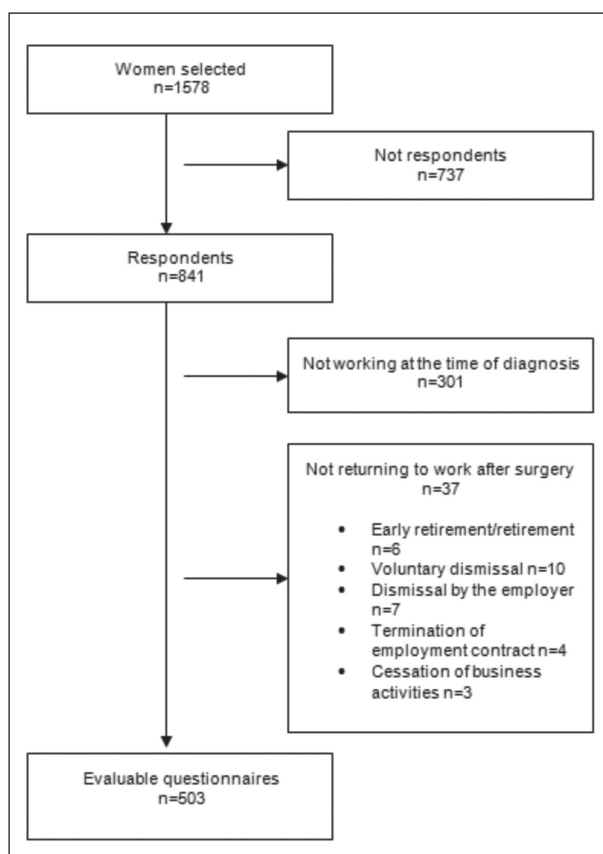 Women selected
n=1578
Not respondents
n=737
Respondents
n=841
Not working at the time of diagnosis
n=301
Not returning to work after surgery
n=37
• Early retirement/retirement
n=6
• Voluntary dismissal n=10
• Dismissal by the employer
n=7
• Termination of
employment contract n=4
• Cessation of business
activities n=3
Evaluable questionnaires
n=503